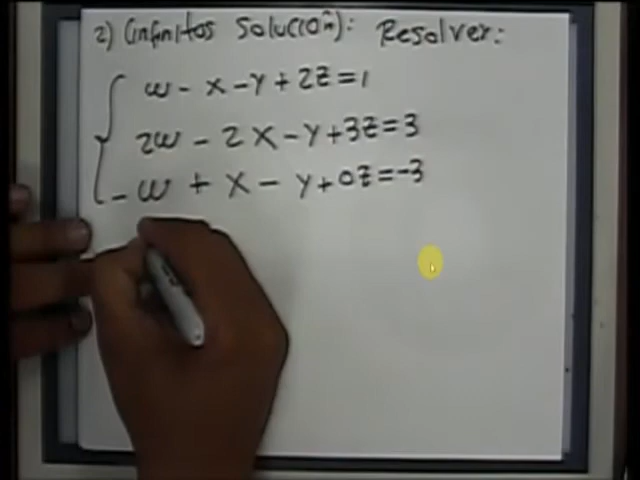 2) (infinitas Solución): Resolver:
w - x - y + 2z = 1
2w - 2x - y + 3z = 3
- w + x - y + 0z = -3